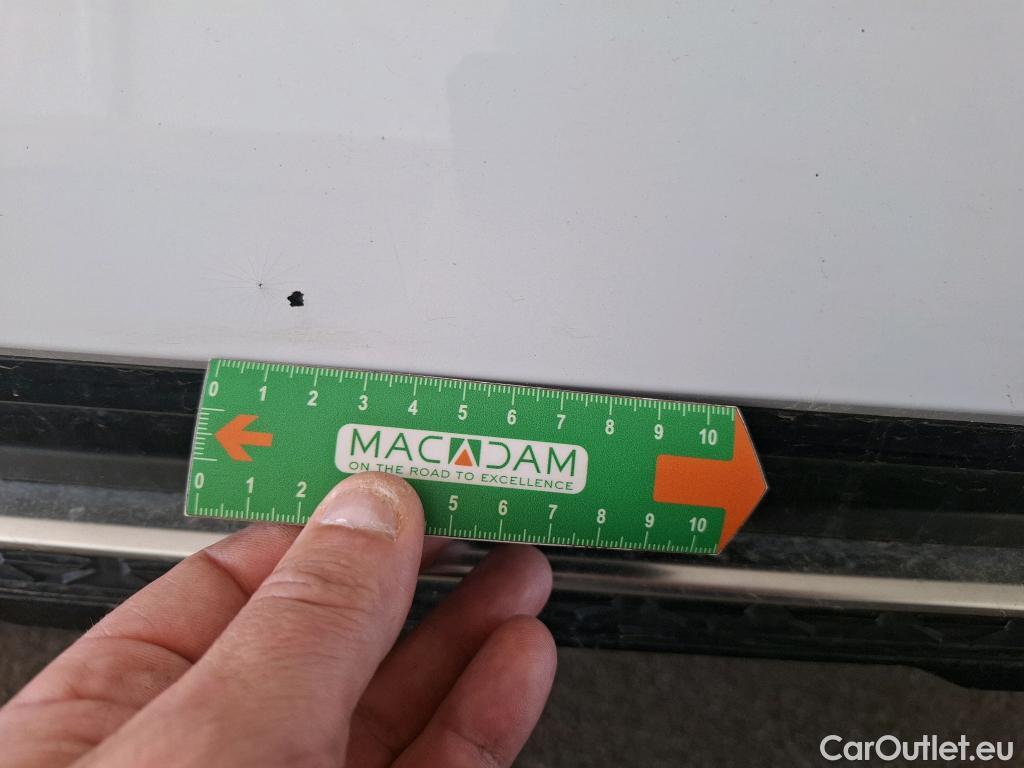 0 1 2 3 4 5 6 7 8 9 10
MACADAM
ON THE ROAD TO EXCELLENCE
0 1 2 5 6 7 8 9 10
CarOutlet.eu